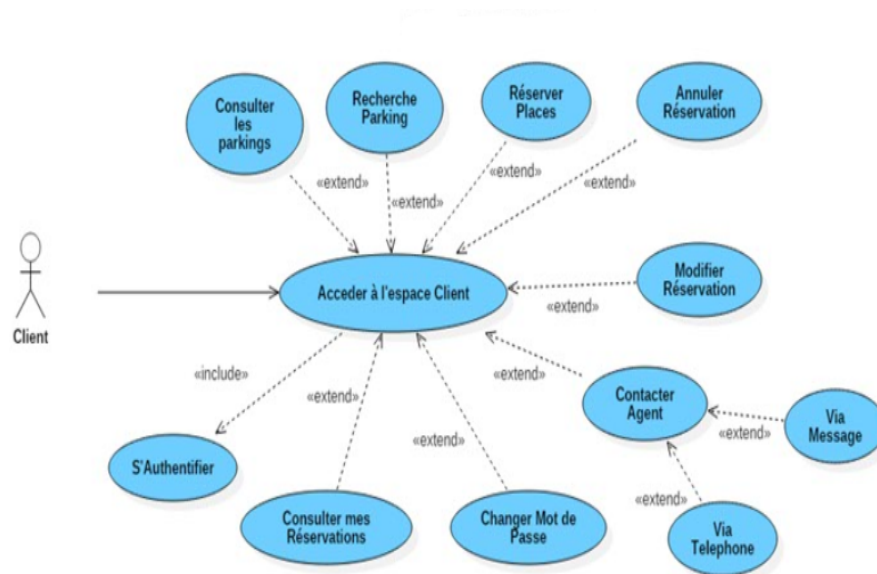 Consulter
les
parkings
Recherche
Parking
Réserver
Places
Annuler
Réservation
«extend»
«extend»
«extend»
«extend»
Acceder à l'espace Client
Modifier
Réservation
«extend»
Client
«include»
«extend»
«extend»
Contacter
Agent
«extend»
Via
Message
«extend»
S'Authentifier
«extend»
Consulter mes
Réservations
Changer Mot de
Passe
Via
Telephone